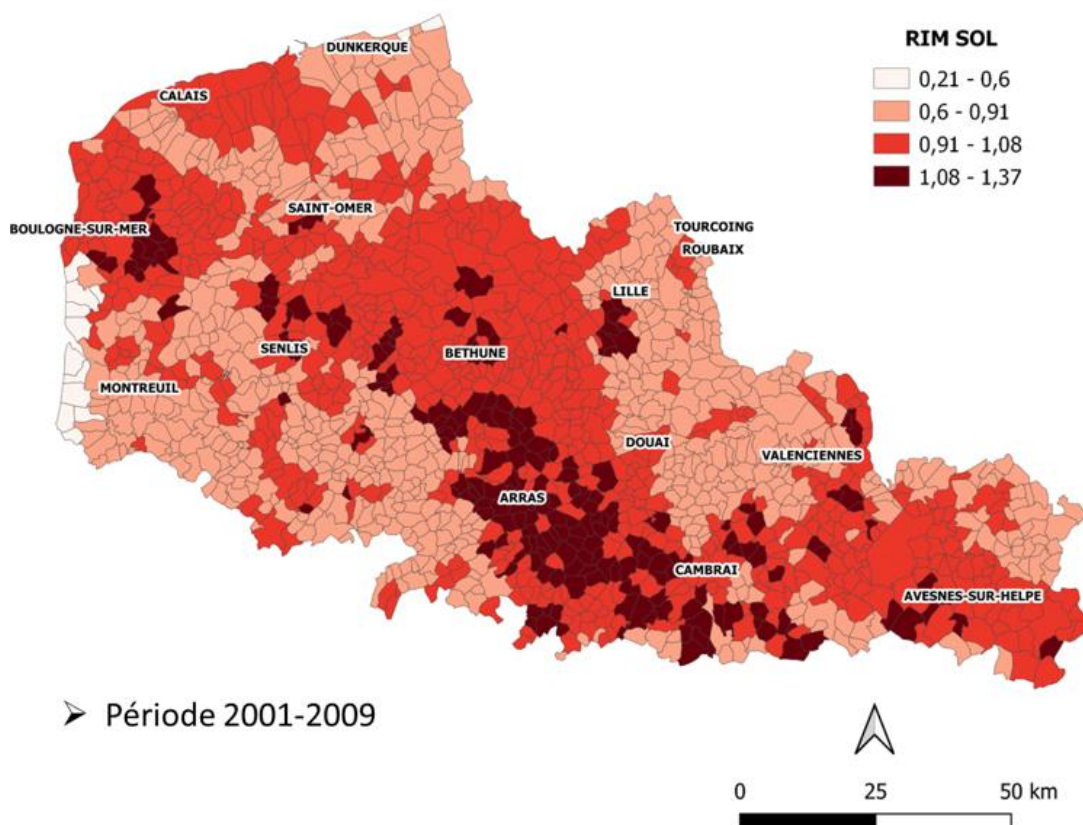 DUNKERQUE
RIM SOL
0,21 - 0,6
0,6 - 0,91
0,91 - 1,08
1,08 - 1,37
CALAIS
SAINT-OMER
BOULOGNE-SUR-MER
TOURCOING
ROUBAIX
LILLE
SENLIS
BETHUNE
MONTREUIL
DOUAI
VALENCIENNES
ARRAS
CAMBRAI
AVESNES-SUR-HELPE
➢ Période 2001-2009
0 25 50 km